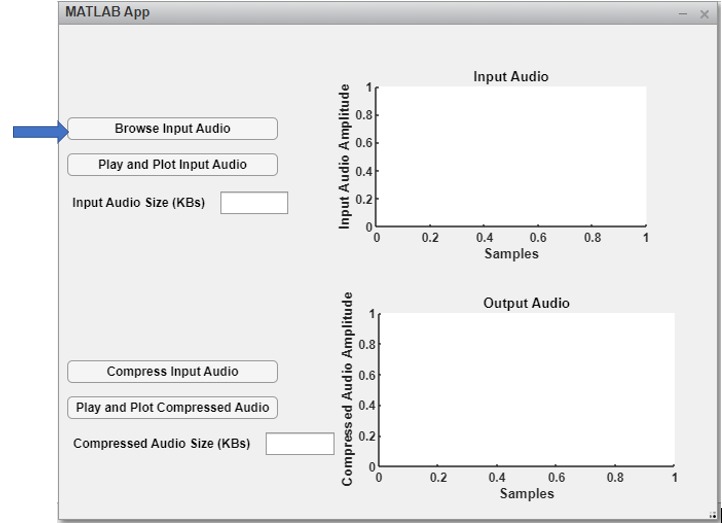 MATLAB App
Browse Input Audio
Play and Plot Input Audio
Input Audio Size (KBs)
Input Audio
Input Audio Amplitude
1
0.8
0.6
0.4
0.2
0
0 0.2 0.4 0.6 0.8 1
Samples
Compress Input Audio
Play and Plot Compressed Audio
Compressed Audio Size (KBs)
Output Audio
Compressed Audio Amplitude
1
0.8
0.6
0.4
0.2
0
0 0.2 0.4 0.6 0.8 1
Samples